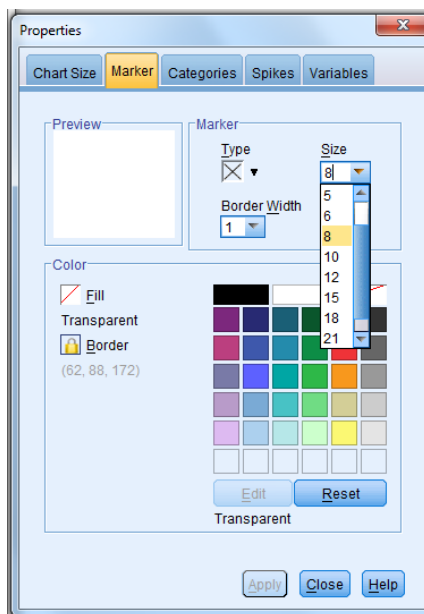 Properties
Chart Size Marker Categories Spikes Variables
Preview
Marker
Type
Size
8
Border Width
1
5
6
8
10
12
15
18
21
Color
Fill
Transparent
Border
(62, 88, 172)
Edit Reset
Transparent
Apply Close Help